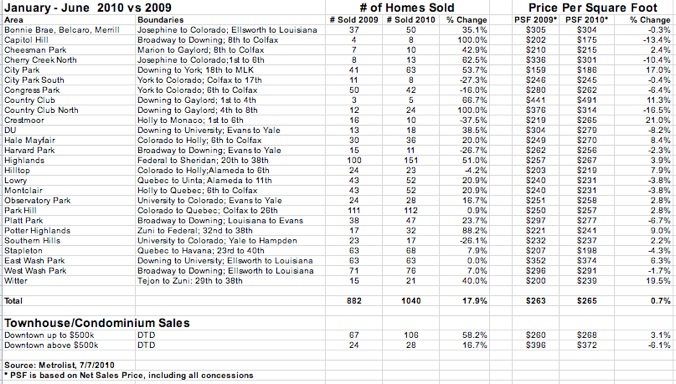 January - June 2010 vs 2009 # of Homes Sold Price Per Square Foot
Area Boundaries # Sold 2009 # Sold 2010 % Change PSF 2009* PSF 2010* % Change
Bonnie Brae, Belcaro, Merrill Josephine to Colorado; Ellsworth to Louisiana 37 50 35.1% $305 $304 -0.3%
Capitol Hill Broadway to Downing; 8th to Colfax 4 8 100.0% $202 $175 -13.4%
Cheesman Park Marion to Gaylord; 8th to Colfax 7 10 42.9% $210 $215 2.4%
Cherry Creek North Josephine to Colorado;1st to 6th 8 13 62.5% $336 $301 -10.4%
City Park Downing to York; 18th to MLK 41 63 53.7% $159 $186 17.0%
City Park South York to Colorado; Colfax to 17th 11 8 -27.3% $246 $245 -0.4%
Congress Park York to Colorado; 6th to Colfax 50 42 -16.0% $280 $262 -6.4%
Country Club Downing to Gaylord; 1st to 4th 3 5 66.7% $441 $491 11.3%
Country Club North Downing to Gaylord; 4th to 8th 12 24 100.0% $376 $314 -16.5%
Crestmoor Holly to Monaco; 1st to 6th 16 10 -37.5% $219 $265 21.0%
DU Downing to University; Evans to Yale 13 18 38.5% $304 $279 -8.2%
Hale Mayfair Colorado to Holly; 6th to Colfax 30 36 20.0% $249 $270 8.4%
Harvard Park Broadway to Downing; Evans to Yale 15 11 -26.7% $262 $256 -2.3%
Highlands Federal to Sheridan; 20th to 38th 100 151 51.0% $257 $267 3.9%
Hilltop Colorado to Holly;Alameda to 6th 24 23 -4.2% $203 $219 7.9%
Lowry Quebec to Uinta; Alameda to 11th 43 52 20.9% $240 $231 -3.8%
Montclair Holly to Quebec; 6th to Colfax 43 52 20.9% $240 $231 -3.8%
Observatory Park University to Colorado; Evans to Yale 24 28 16.7% $251 $258 2.8%
Park Hill Colorado to Quebec; Colfax to 26th 111 112 0.9% $250 $257 2.8%
Platt Park Broadway to Downing; Louisiana to Evans 38 47 23.7% $297 $277 -6.7%
Potter Highlands Zuni to Federal; 32nd to 38th 17 32 88.2% $221 $241 9.0%
Southern Hills University to Colorado; Yale to Hampden 23 17 -26.1% $232 $237 2.2%
Stapleton Quebec to Havana; 23rd to 40th 63 68 7.9% $207 $198 -4.3%
East Wash Park Downing to University; Ellsworth to Louisiana 63 63 0.0% $352 $374 6.3%
West Wash Park Broadway to Downing; Ellsworth to Louisiana 71 76 7.0% $296 $291 -1.7%
Witter Tejon to Zuni: 29th to 38th 15 21 40.0% $200 $239 19.5%
Total 882 1040 17.9% $263 $265 0.7%
Townhouse/Condominium Sales
Downtown up to $500k DTD 67 106 58.2% $260 $268 3.1%
Downtown above $500k DTD 24 28 16.7% $396 $372 -6.1%
Source: Metrolist, 7/7/2010
* PSF is based on Net Sales Price, including all concessions